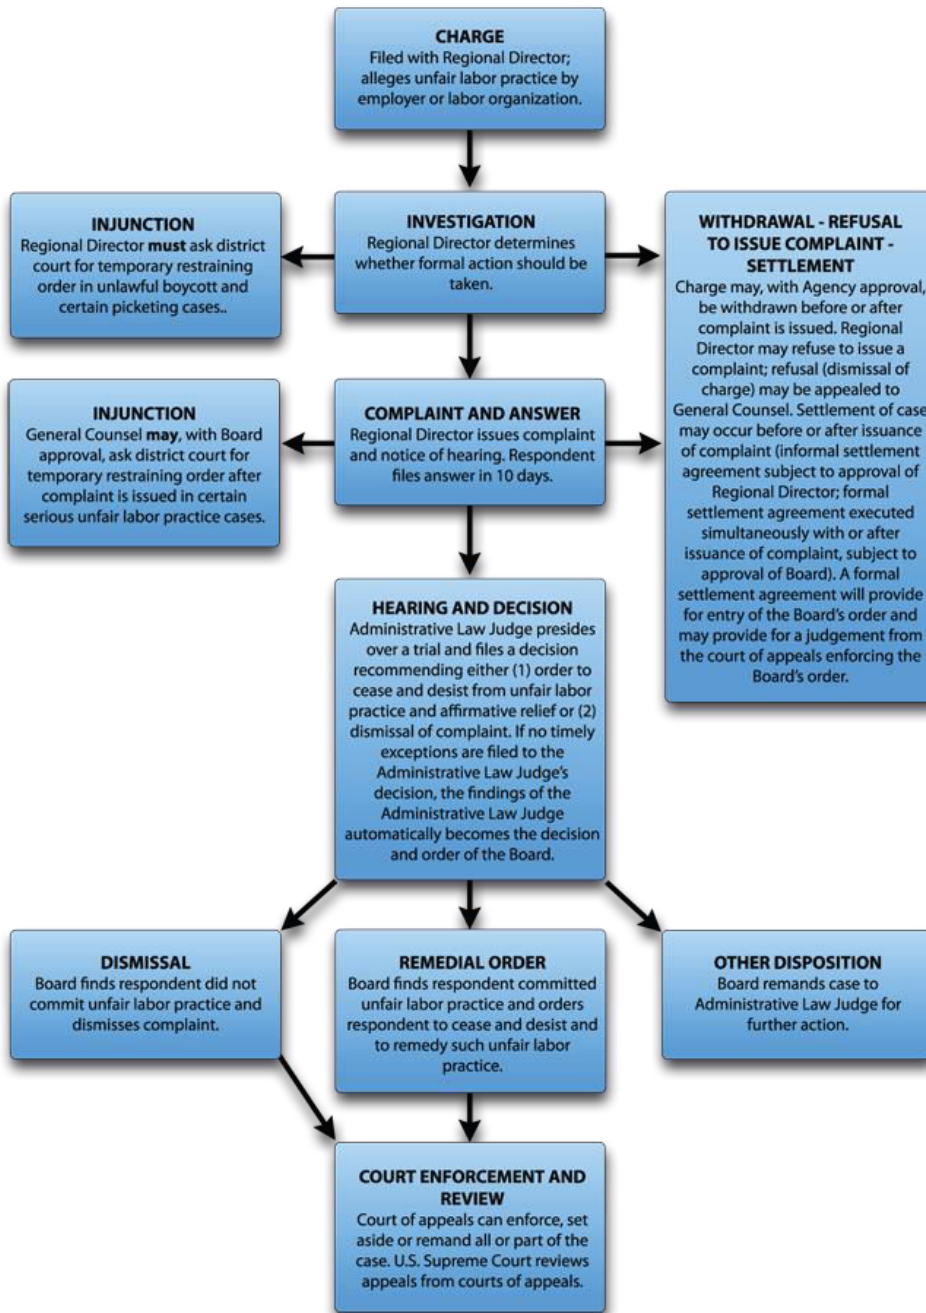 CHARGE
Filed with Regional Director;
alleges unfair labor practice by
employer or labor organization.
INJUNCTION
Regional Director must ask district
court for temporary restraining
order in unlawful boycott and
certain picketing cases..
INVESTIGATION
Regional Director determines
whether formal action should be
taken.
WITHDRAWAL - REFUSAL
TO ISSUE COMPLAINT -
SETTLEMENT
Charge may, with Agency approval,
be withdrawn before or after
complaint is issued. Regional
Director may refuse to issue a
complaint; refusal (dismissal of
charge) may be appealed to
General Counsel. Settlement of case
may occur before or after issuance
of complaint (informal settlement
agreement subject to approval of
Regional Director; formal
settlement agreement executed
simultaneously with or after
issuance of complaint, subject to
approval of Board). A formal
settlement agreement will provide
for entry of the Board's order and
may provide for a judgement from
the court of appeals enforcing the
Board's order.
INJUNCTION
General Counsel may, with Board
approval, ask district court for
temporary restraining order after
complaint is issued in certain
serious unfair labor practice cases.
COMPLAINT AND ANSWER
Regional Director issues complaint
and notice of hearing. Respondent
files answer in 10 days.
HEARING AND DECISION
Administrative Law Judge presides
over a trial and files a decision
recommending either (1) order to
cease and desist from unfair labor
practice and affirmative relief or (2)
dismissal of complaint. If no timely
exceptions are filed to the
Administrative Law Judge's
decision, the findings of the
Administrative Law Judge
automatically becomes the decision
and order of the Board.
DISMISSAL
Board finds respondent did not
commit unfair labor practice and
dismisses complaint.
REMEDIAL ORDER
Board finds respondent committed
unfair labor practice and orders
respondent to cease and desist and
to remedy such unfair labor
practice.
OTHER DISPOSITION
Board remands case to
Administrative Law Judge for
further action.
COURT ENFORCEMENT AND
REVIEW
Court of appeals can enforce, set
aside or remand all or part of the
case. U.S. Supreme Court reviews
appeals from courts of appeals.